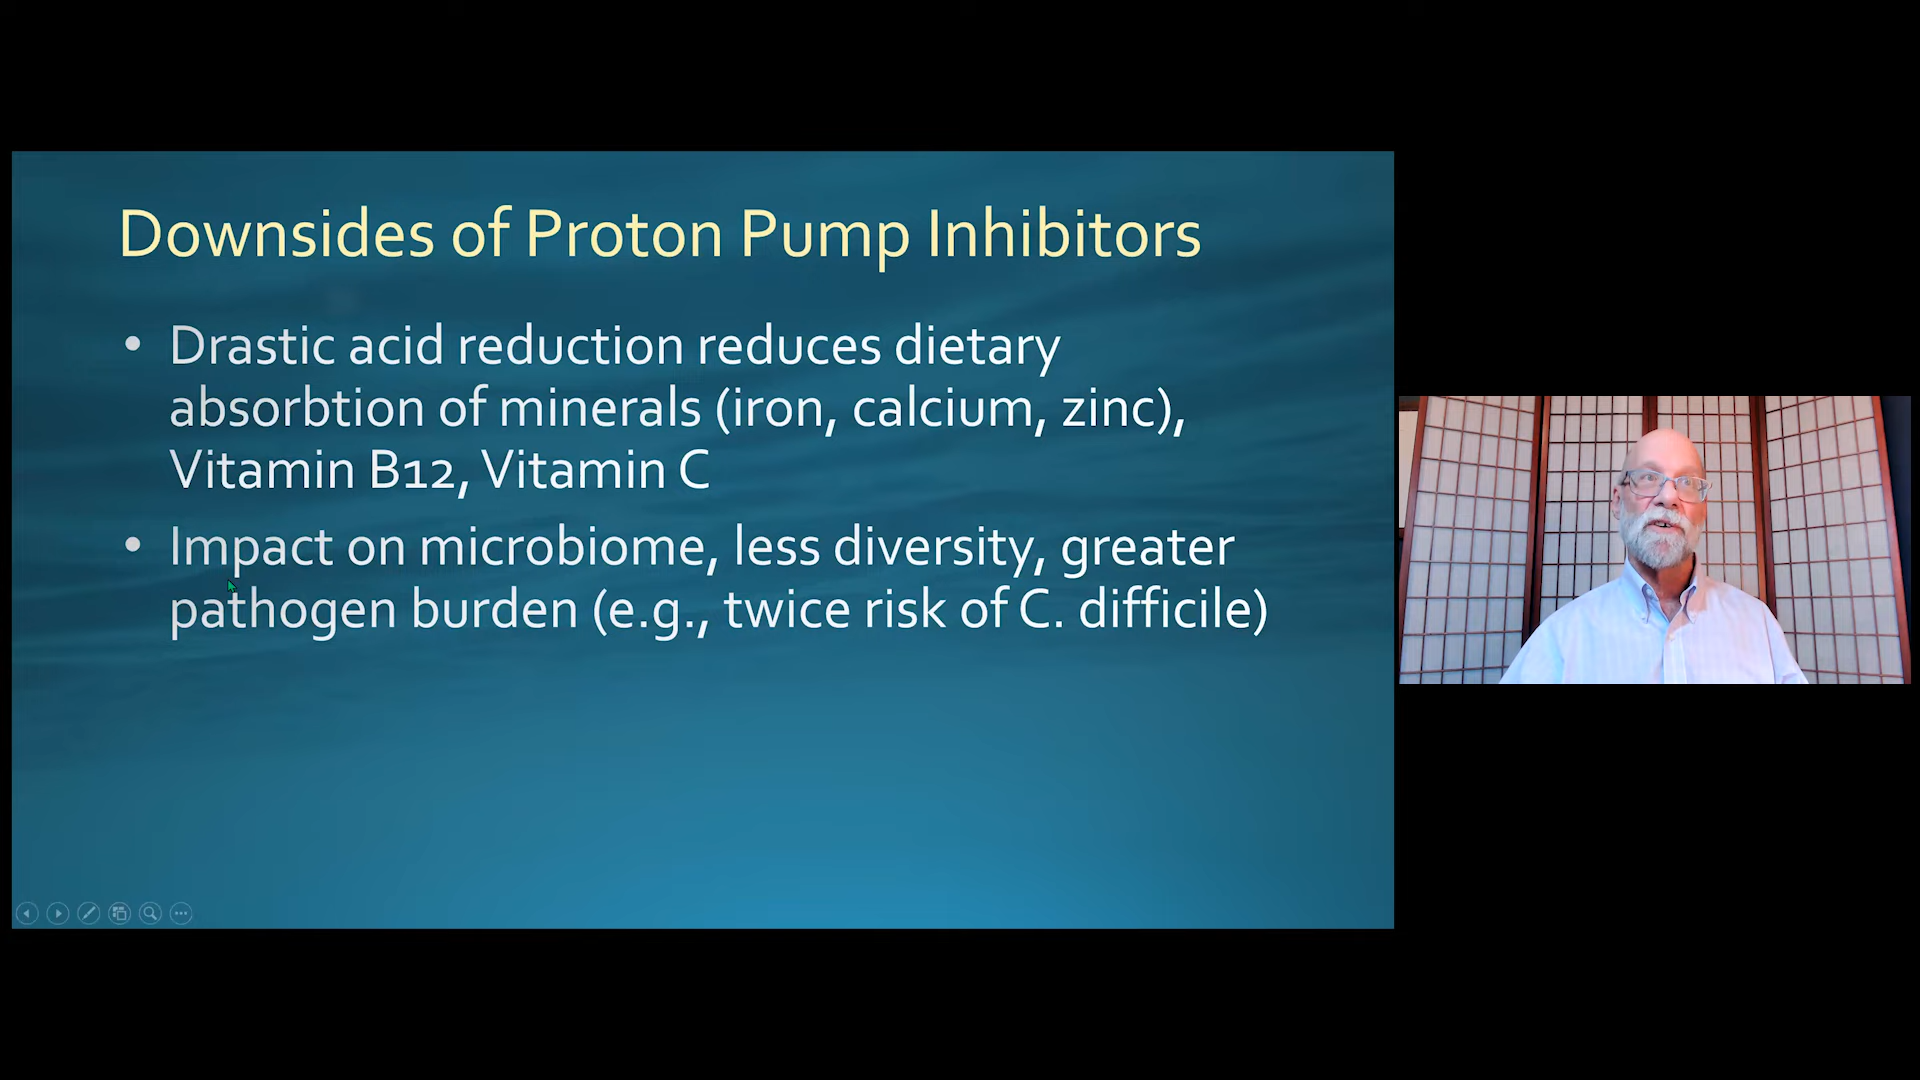 Downsides of Proton Pump Inhibitors
• Drastic acid reduction reduces dietary
absorbtion of minerals (iron, calcium, zinc),
Vitamin B12, Vitamin C
• Impact on microbiome, less diversity, greater
pathogen burden (e.g., twice risk of C. difficile)